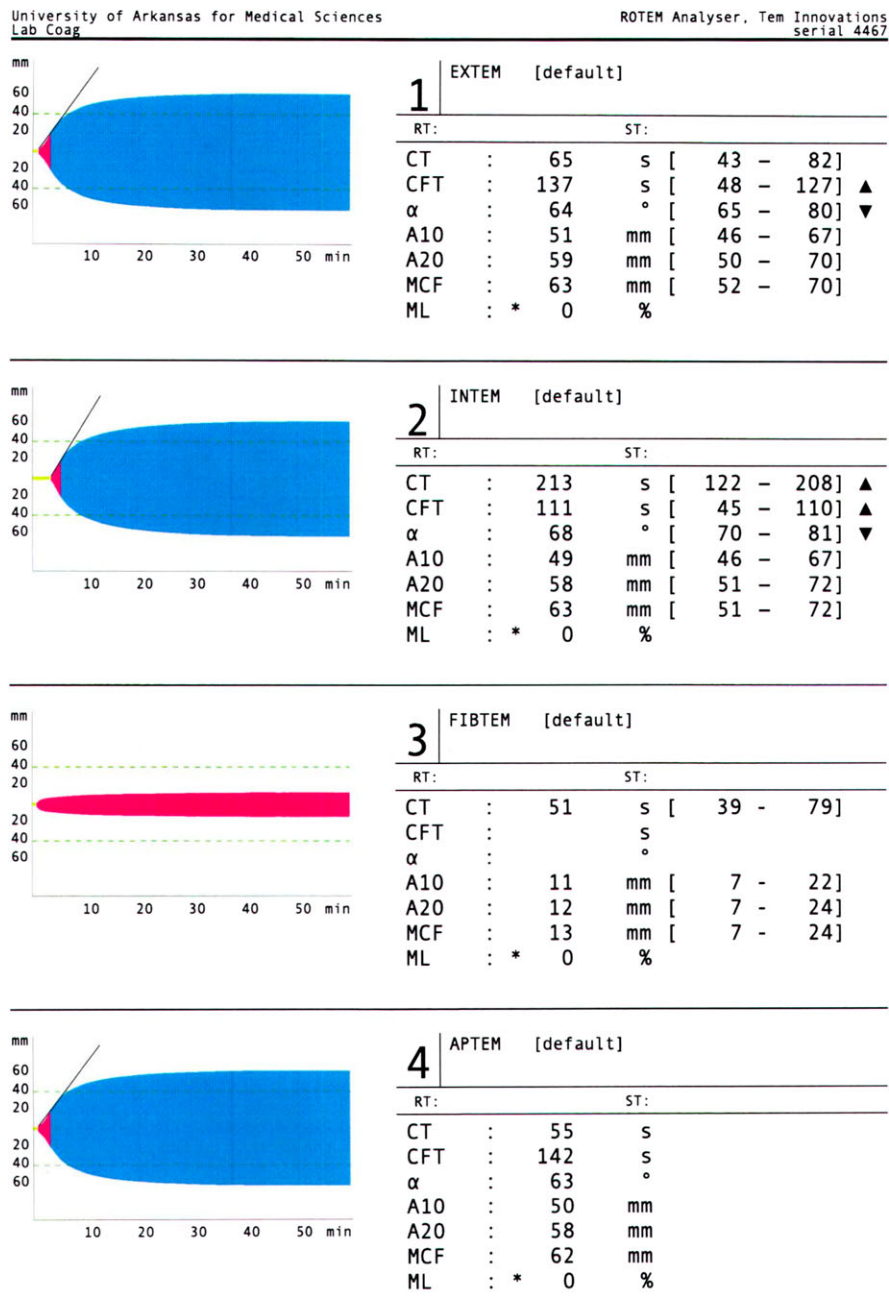 University of Arkansas for Medical Sciences ROTEM Analyser, Tem Innovations
Lab Coag serial 4467
mm
60
40
20
20
40
60
10 20 30 40 50 min
1 EXTEM [default]
RT: ST:
CT : 65 s [ 43 – 82]
CFT : 137 s [ 48 – 127] ▲
α : 64 ° [ 65 – 80] ▼
A10 : 51 mm [ 46 – 67]
A20 : 59 mm [ 50 – 70]
MCF : 63 mm [ 52 – 70]
ML : * 0 %
mm
60
40
20
20
40
60
10 20 30 40 50 min
2 INTEM [default]
RT: ST:
CT : 213 s [ 122 – 208] ▲
CFT : 111 s [ 45 – 110] ▲
α : 68 ° [ 70 – 81] ▼
A10 : 49 mm [ 46 – 67]
A20 : 58 mm [ 51 – 72]
MCF : 63 mm [ 51 – 72]
ML : * 0 %
mm
60
40
20
20
40
60
10 20 30 40 50 min
3 FIBTEM [default]
RT: ST:
CT : 51 s [ 39 - 79]
CFT : s
α : °
A10 : 11 mm [ 7 - 22]
A20 : 12 mm [ 7 - 24]
MCF : 13 mm [ 7 - 24]
ML : * 0 %
mm
60
40
20
20
40
60
10 20 30 40 50 min
4 APTEM [default]
RT: ST:
CT : 55 s
CFT : 142 s
α : 63 °
A10 : 50 mm
A20 : 58 mm
MCF : 62 mm
ML : * 0 %